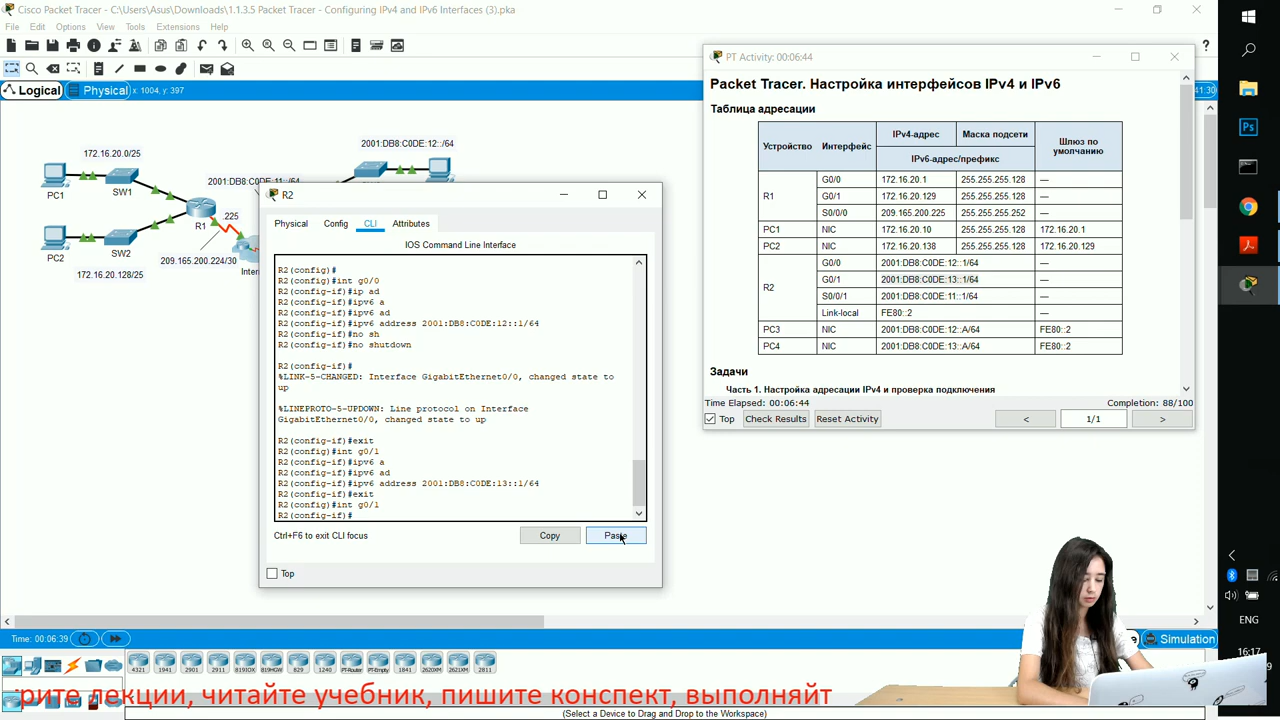 Cisco Packet Tracer - C:\Users\Asus\Downloads\1.1.3.5 Packet Tracer - Configuring IPv4 and IPv6 Interfaces (3).pka
File Edit Options View Tools Extensions Help
?
Logical Physical x: 1004, y: 397
41:30
2001:DB8:C0DE:12::/64
172.16.20.0/25
PC1
SW1
2001:DB8:C0DE:11::/64
.225
R1
PC2
SW2
209.165.200.224/30
172.16.20.128/25
R2
Physical Config CLI Attributes
IOS Command Line Interface
R2(config)#
R2(config)#int g0/0
R2(config-if)#ip ad
R2(config-if)#ipv6 a
R2(config-if)#ipv6 ad
R2(config-if)#ipv6 address 2001:DB8:C0DE:12::1/64
R2(config-if)#no sh
R2(config-if)#no shutdown
R2(config-if)#
%LINK-5-CHANGED: Interface GigabitEthernet0/0, changed state to
up
%LINEPROTO-5-UPDOWN: Line protocol on Interface
GigabitEthernet0/0, changed state to up
R2(config-if)#exit
R2(config)#int g0/1
R2(config-if)#ipv6 a
R2(config-if)#ipv6 ad
R2(config-if)#ipv6 address 2001:DB8:C0DE:13::1/64
R2(config-if)#exit
R2(config)#int g0/1
R2(config-if)#
Ctrl+F6 to exit CLI focus
Copy Paste
Top
PT Activity: 00:06:44
Packet Tracer. Настройка интерфейсов IPv4 и IPv6
Таблица адресации
Устройство Интерфейс IPv4-адрес Маска подсети Шлюз по умолчанию
IPv6-адрес/префикс
R1 G0/0 172.16.20.1 255.255.255.128 —
G0/1 172.16.20.129 255.255.255.128 —
S0/0/0 209.165.200.225 255.255.255.252 —
PC1 NIC 172.16.20.10 255.255.255.128 172.16.20.1
PC2 NIC 172.16.20.138 255.255.255.128 172.16.20.129
R2 G0/0 2001:DB8:C0DE:12::1/64 —
G0/1 2001:DB8:C0DE:13::1/64 —
S0/0/1 2001:DB8:C0DE:11::1/64 —
Link-local FE80::2 —
PC3 NIC 2001:DB8:C0DE:12::A/64 FE80::2
PC4 NIC 2001:DB8:C0DE:13::A/64 FE80::2
Задачи
Часть 1. Настройка адресации IPv4 и проверка подключения
Time Elapsed: 00:06:44 Completion: 88/100
Top Check Results Reset Activity < 1/1 >
Time: 00:06:39
Simulation
4321 1941 2901 2911 819IOX 819HGW 829 1240 PT-Router PT-Empty 1841 2620XM 2621XM 2811
(Select a Device to Drag and Drop to the Workspace)
рите лекции, читайте учебник, пишите конспект, выполняйт
Ps
ENG
16:17